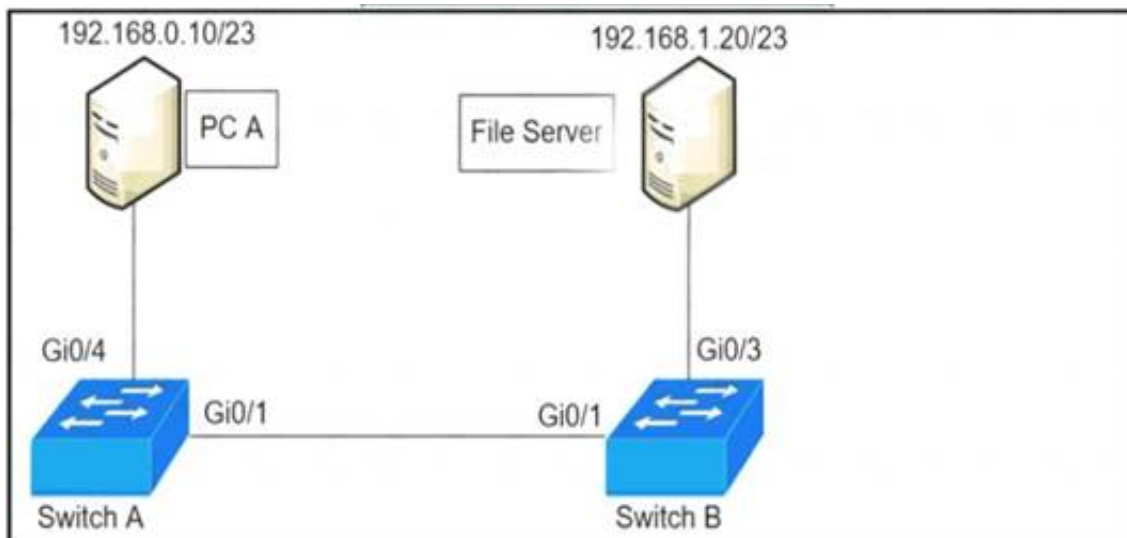 192.168.0.10/23
192.168.1.20/23
PC A
File Server
Gi0/4
Gi0/3
Gi0/1
Gi0/1
Switch A
Switch B